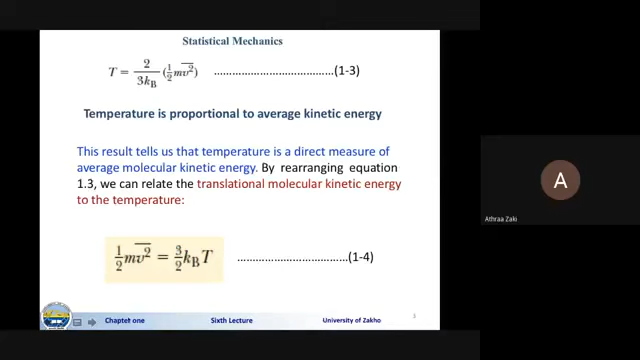 Statistical Mechanics
T = 2/3k_B (½ m v̅²) ........................................(1-3)
Temperature is proportional to average kinetic energy
This result tells us that temperature is a direct measure of
average molecular kinetic energy. By rearranging equation
1.3, we can relate the translational molecular kinetic energy
to the temperature:
½ m v̅² = 3/2 k_B T ....................................(1-4)
A
Athraa Zaki
Chapter one Sixth Lecture University of Zakho